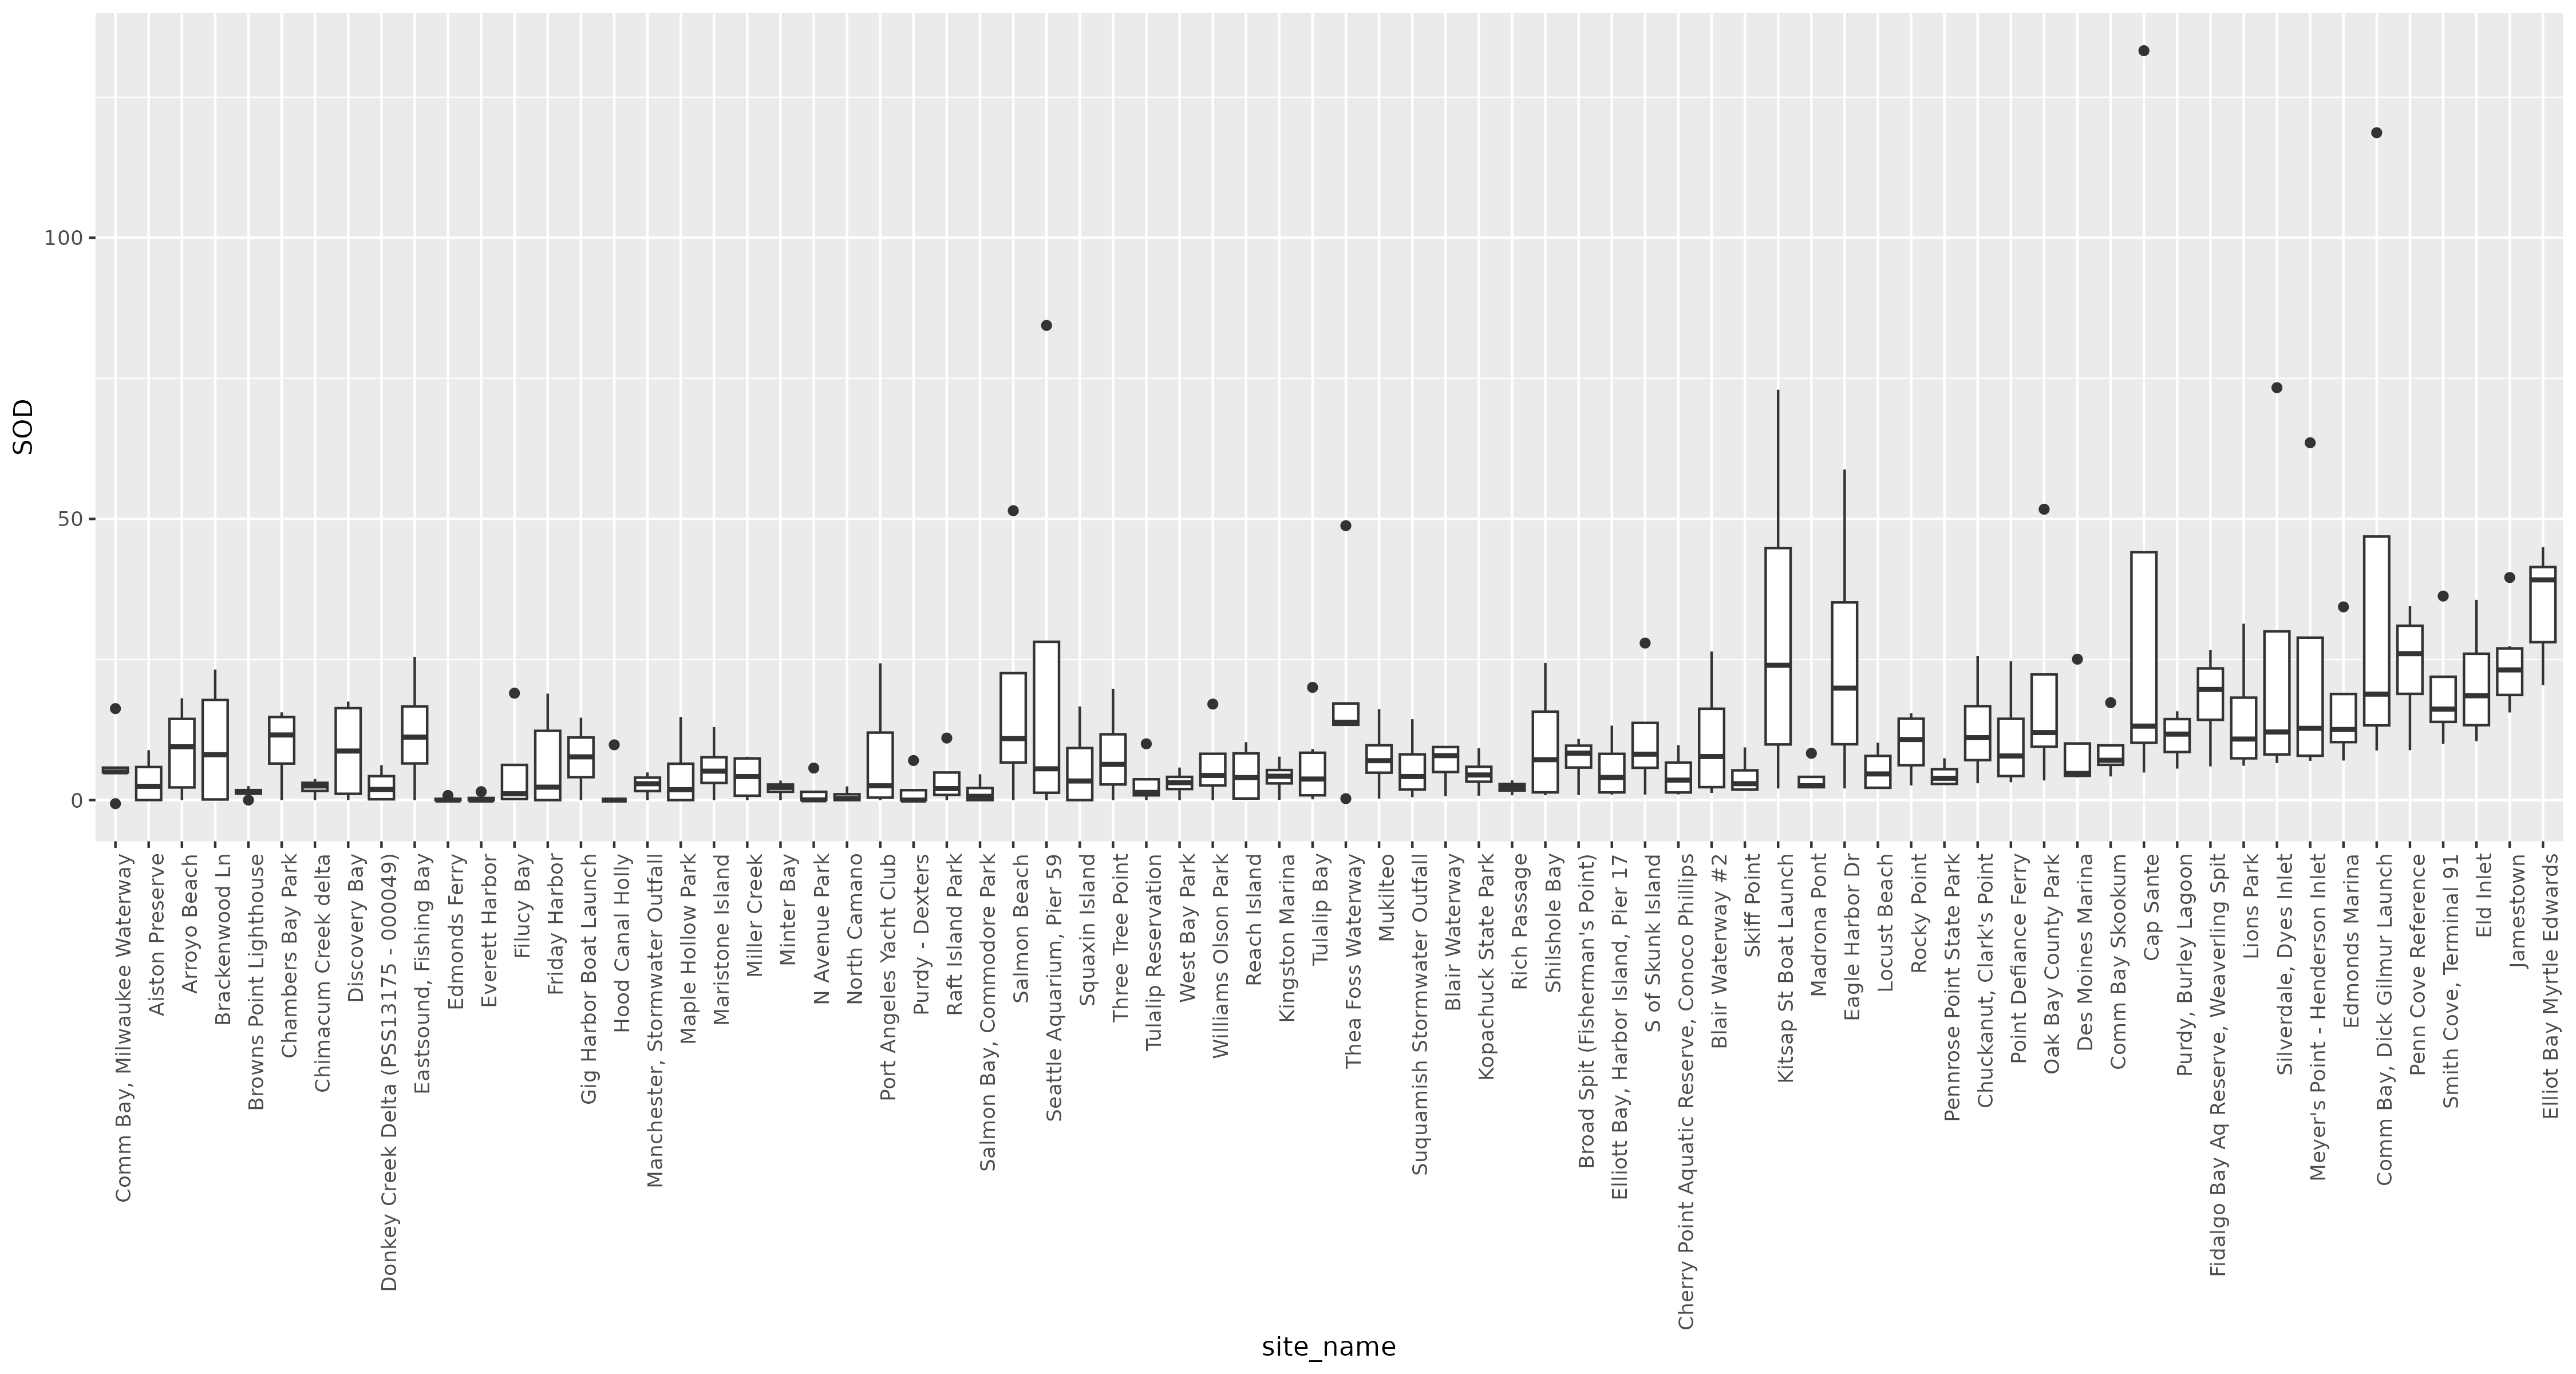 SOD
100
50
0
Comm Bay, Milwaukee Waterway
Aiston Preserve
Arroyo Beach
Brackenwood Ln
Browns Point Lighthouse
Chambers Bay Park
Chimacum Creek delta
Discovery Bay
Donkey Creek Delta (PSS13175 - 000049)
Eastsound, Fishing Bay
Edmonds Ferry
Everett Harbor
Filucy Bay
Friday Harbor
Gig Harbor Boat Launch
Hood Canal Holly
Manchester, Stormwater Outfall
Maple Hollow Park
Maristone Island
Miller Creek
Minter Bay
N Avenue Park
North Camano
Port Angeles Yacht Club
Purdy - Dexters
Raft Island Park
Salmon Bay, Commodore Park
Salmon Beach
Seattle Aquarium, Pier 59
Squaxin Island
Three Tree Point
Tulalip Reservation
West Bay Park
Williams Olson Park
Reach Island
Kingston Marina
Tulalip Bay
Thea Foss Waterway
Mukilteo
Suquamish Stormwater Outfall
Blair Waterway
Kopachuck State Park
Rich Passage
Shilshole Bay
Broad Spit (Fisherman's Point)
Elliott Bay, Harbor Island, Pier 17
S of Skunk Island
Cherry Point Aquatic Reserve, Conoco Phillips
Blair Waterway #2
Skiff Point
Kitsap St Boat Launch
Madrona Pont
Eagle Harbor Dr
Locust Beach
Rocky Point
Pennrose Point State Park
Chuckanut, Clark's Point
Point Defiance Ferry
Oak Bay County Park
Des Moines Marina
Comm Bay Skookum
Cap Sante
Purdy, Burley Lagoon
Fidalgo Bay Aq Reserve, Weaverling Spit
Lions Park
Silverdale, Dyes Inlet
Meyer's Point - Henderson Inlet
Edmonds Marina
Comm Bay, Dick Gilmur Launch
Penn Cove Reference
Smith Cove, Terminal 91
Eld Inlet
Jamestown
Elliot Bay Myrtle Edwards
site_name